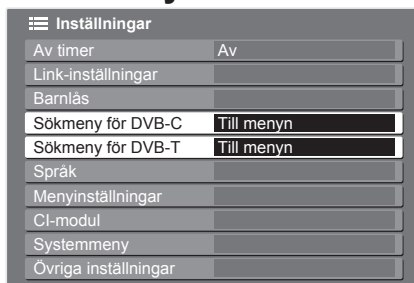 Inställningar
Av timer Av
Link-inställningar
Barnlås
Sökmeny för DVB-C Till menyn
Sökmeny för DVB-T Till menyn
Språk
Menyinställningar
CI-modul
Systemmeny
Övriga inställningar